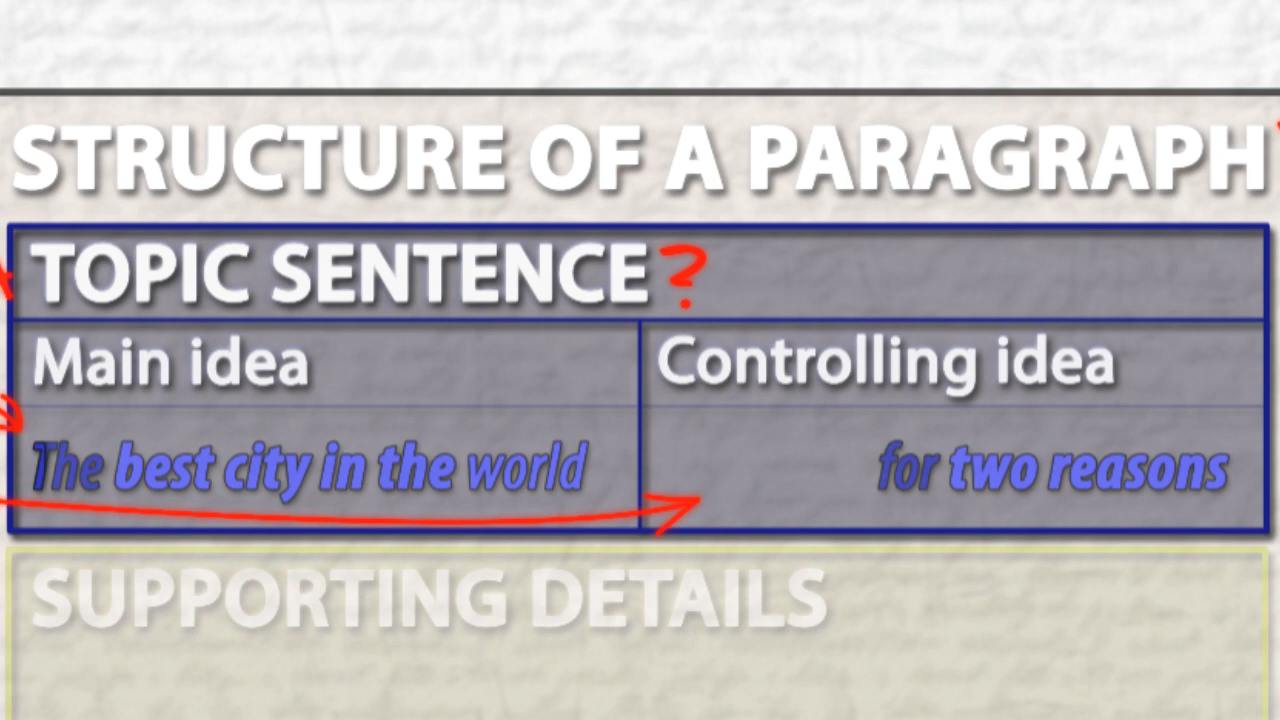 STRUCTURE OF A PARAGRAPH
TOPIC SENTENCE?
Main idea
Controlling idea
The best city in the world
for two reasons
SUPPORTING DETAILS